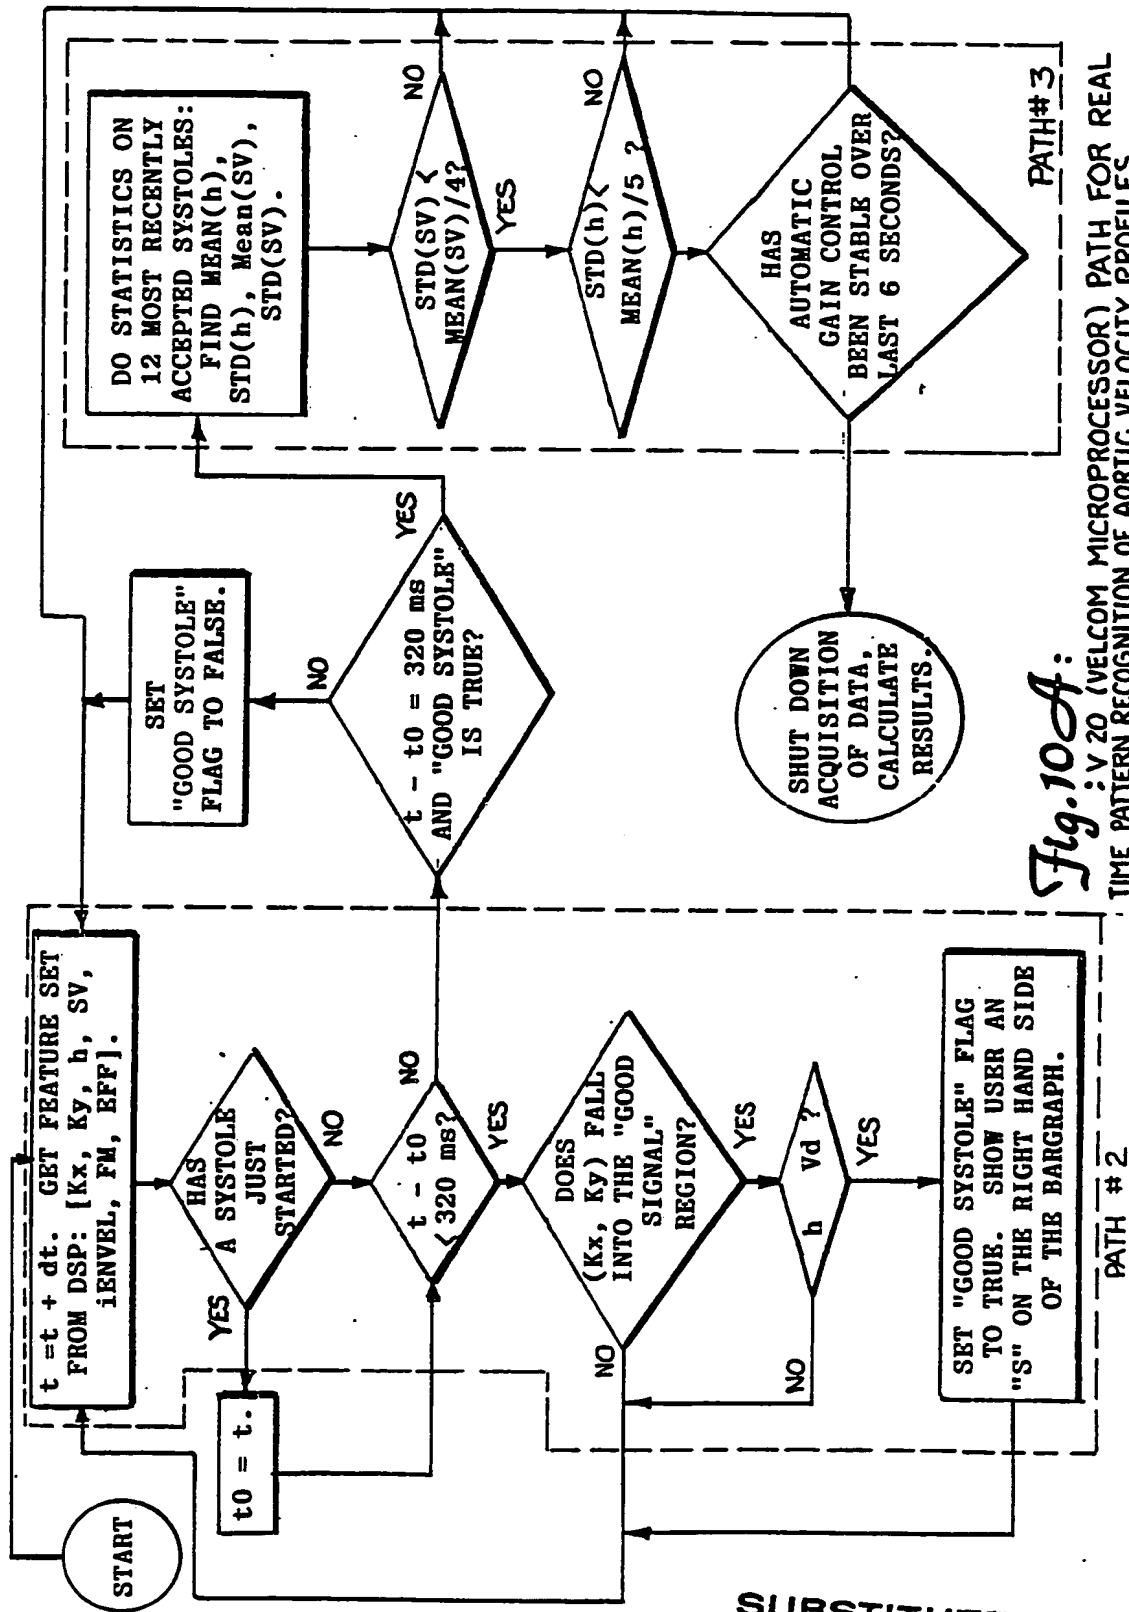 START
t =t + dt. GET FEATURE SET
FROM DSP: [Kx, Ky, h, SV,
iENVEL, FM, EFF].
HAS
A SYSTOLE
JUST
STARTED?
YES
NO
t0 = t.
t - t0
< 320 ms?
NO
YES
DOES
(Kx, Ky) FALL
INTO THE "GOOD
SIGNAL"
REGION?
NO
YES
h Vd ?
NO
YES
SET "GOOD SYSTOLE" FLAG
TO TRUE. SHOW USER AN
"S" ON THE RIGHT HAND SIDE
OF THE BARGRAPH.
PATH #2
SET
"GOOD SYSTOLE"
FLAG TO FALSE.
NO
t - t0 = 320 ms
AND "GOOD SYSTOLE"
IS TRUE?
YES
SHUT DOWN
ACQUISITION
OF DATA,
CALCULATE
RESULTS.
DO STATISTICS ON
12 MOST RECENTLY
ACCEPTED SYSTOLES:
FIND MEAN(h),
STD(h), Mean(SV),
STD(SV).
STD(SV) <
MEAN(SV)/4?
NO
YES
STD(h)<
MEAN(h)/5 ?
NO
HAS
AUTOMATIC
GAIN CONTROL
BEEN STABLE OVER
LAST 6 SECONDS?
PATH#3
Fig. 10A:
: V 20 (VELCOM MICROPROCESSOR) PATH FOR REAL
TIME PATTERN RECOGNITION OF AORTIC VELOCITY PROFILES